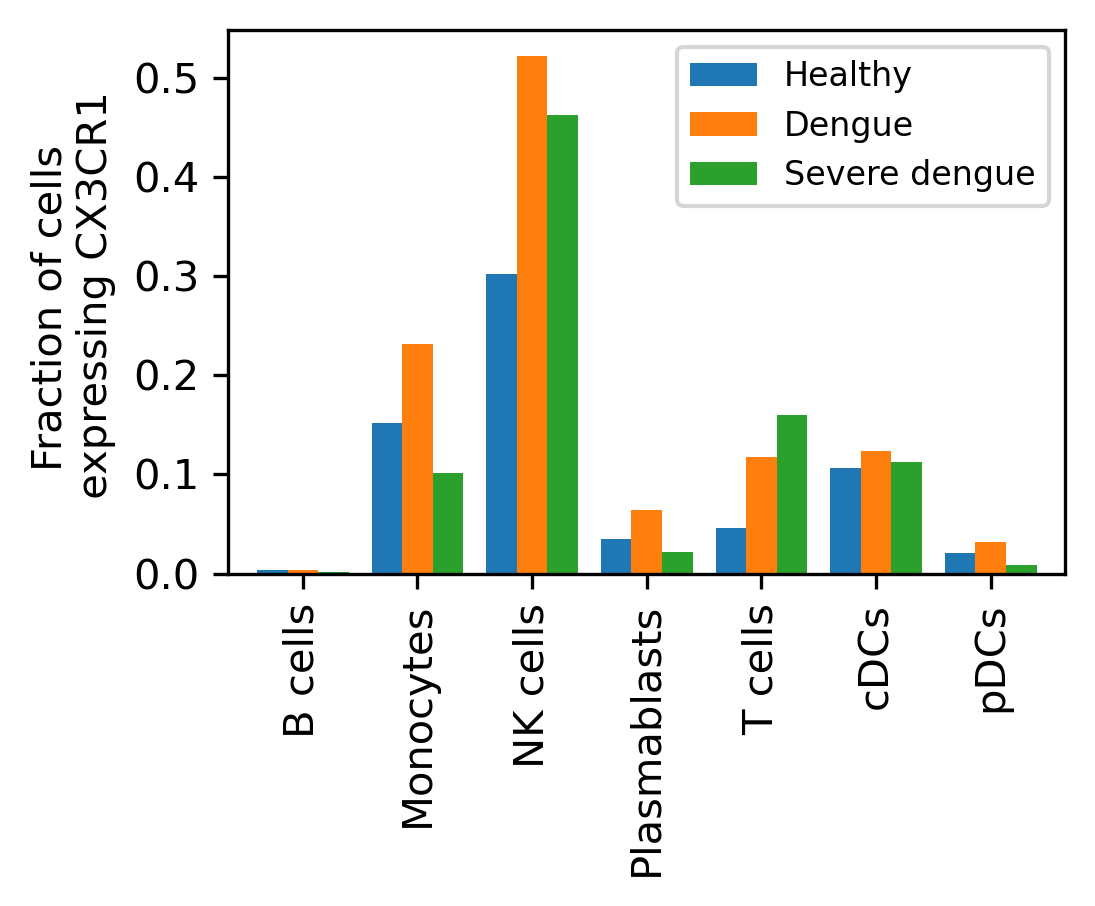 Fraction of cells
expressing CX3CR1
0.5
0.4
0.3
0.2
0.1
0.0
Healthy
Dengue
Severe dengue
B cells
Monocytes
NK cells
Plasmablasts
T cells
cDCs
pDCs